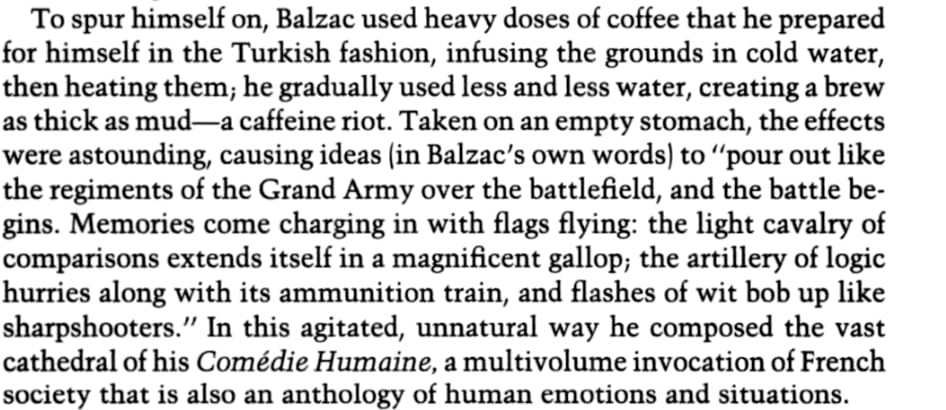 To spur himself on, Balzac used heavy doses of coffee that he prepared
for himself in the Turkish fashion, infusing the grounds in cold water,
then heating them; he gradually used less and less water, creating a brew
as thick as mud—a caffeine riot. Taken on an empty stomach, the effects
were astounding, causing ideas (in Balzac’s own words) to “pour out like
the regiments of the Grand Army over the battlefield, and the battle be-
gins. Memories come charging in with flags flying: the light cavalry of
comparisons extends itself in a magnificent gallop; the artillery of logic
hurries along with its ammunition train, and flashes of wit bob up like
sharpshooters.” In this agitated, unnatural way he composed the vast
cathedral of his Comédie Humaine, a multivolume invocation of French
society that is also an anthology of human emotions and situations.